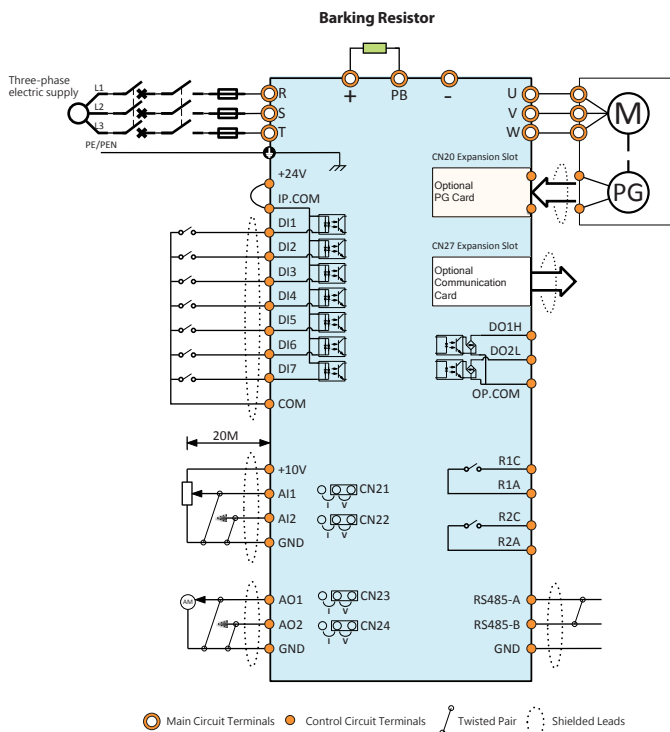 Barking Resistor
Three-phase
electric supply
L1
L2
L3
PE/PEN
R
S
T
+
PB
-
U
V
W
M
PG
CN20 Expansion Slot
Optional
PG Card
CN27 Expansion Slot
Optional
Communication
Card
+24V
IP.COM
DI1
DI2
DI3
DI4
DI5
DI6
DI7
COM
DO1H
DO2L
OP.COM
20M
+10V
AI1
AI2
GND
CN21
I V
CN22
I V
R1C
R1A
R2C
R2A
AM
AO1
AO2
GND
CN23
I V
CN24
I V
RS485-A
RS485-B
GND
Main Circuit Terminals Control Circuit Terminals Twisted Pair Shielded Leads